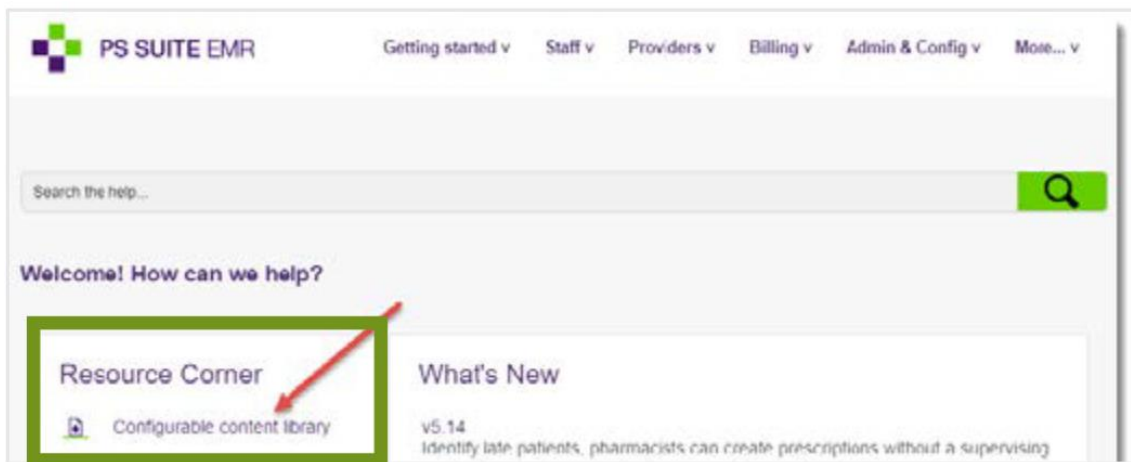 PS SUITE EMR
Getting started v Staff v Providers v Billing v Admin & Config v More... v
Search the help...
Welcome! How can we help?
Resource Corner
Configurable content library
What's New
v5.14
Identify late patients, pharmacists can create prescriptions without a supervising